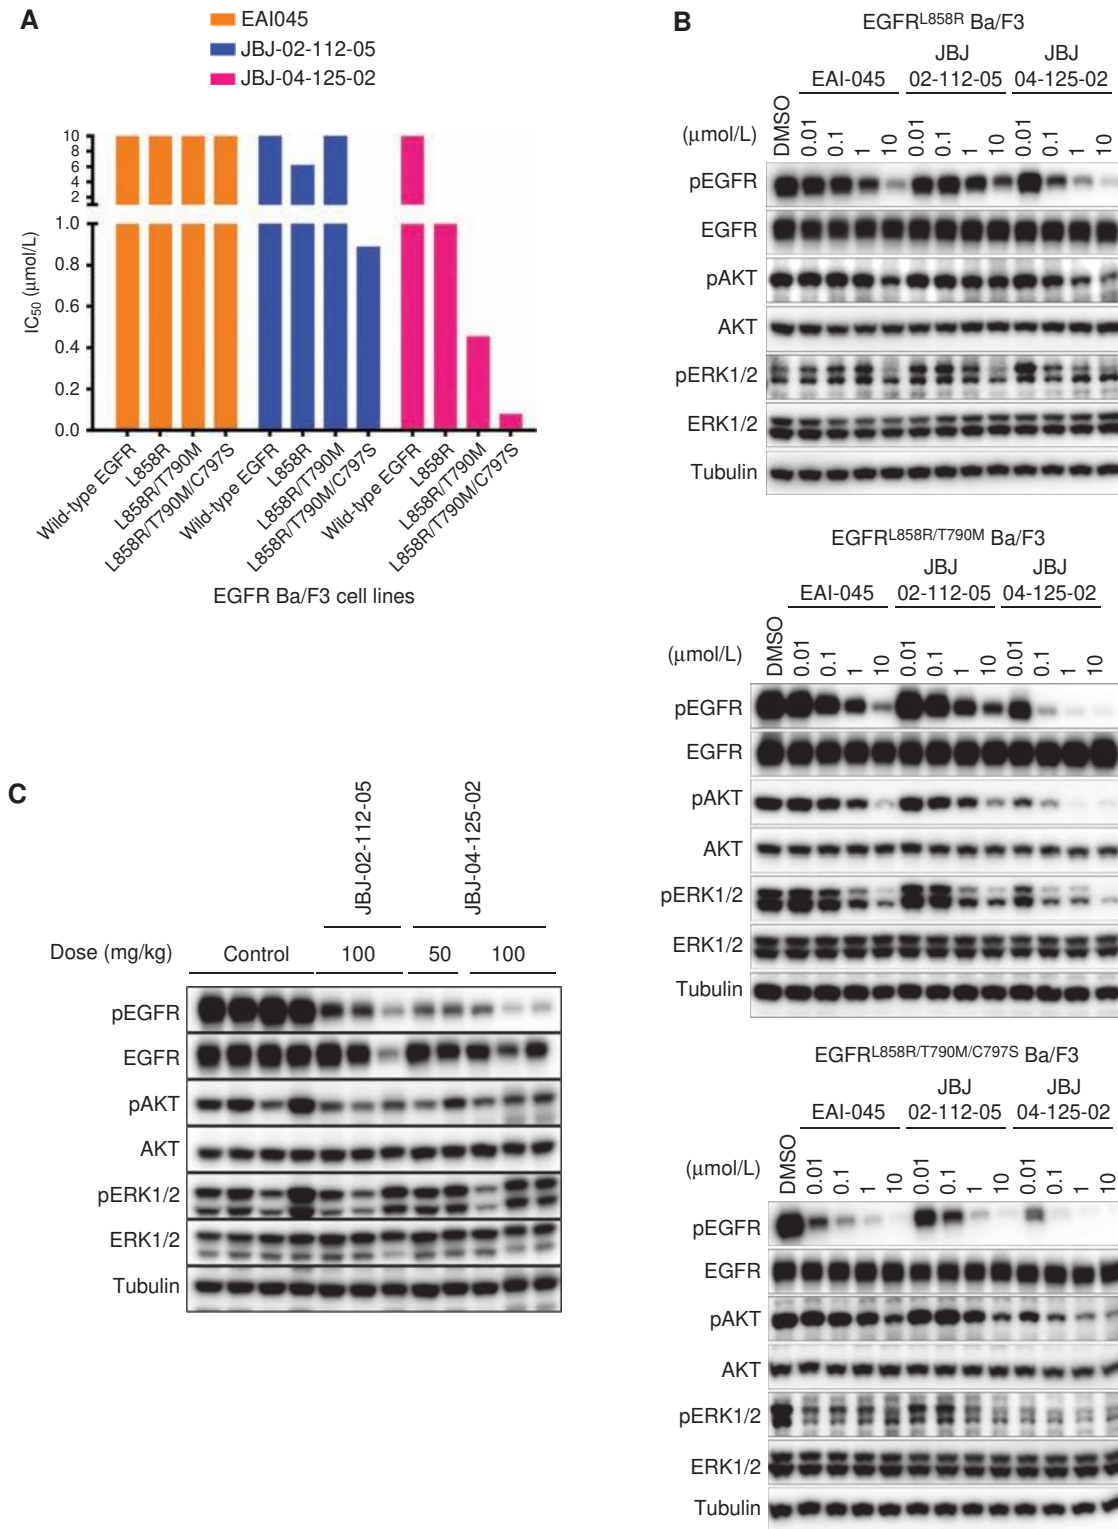 A
EAI045
JBJ-02-112-05
JBJ-04-125-02
10
8
6
4
2
1.0
0.8
0.6
0.4
0.2
0.0
IC50 (μmol/L)
Wild-type EGFR
L858R
L858R/T790M
L858R/T790M/C797S
Wild-type EGFR
L858R
L858R/T790M
L858R/T790M/C797S
Wild-type EGFR
L858R
L858R/T790M
L858R/T790M/C797S
EGFR Ba/F3 cell lines
B
EGFRL858R Ba/F3
EAI-045
JBJ
02-112-05
JBJ
04-125-02
(μmol/L)
DMSO 0.01 0.1 1 10 0.01 0.1 1 10 0.01 0.1 1 10
pEGFR
EGFR
pAKT
AKT
pERK1/2
ERK1/2
Tubulin
EGFRL858R/T790M Ba/F3
EAI-045
JBJ
02-112-05
JBJ
04-125-02
(μmol/L)
DMSO 0.01 0.1 1 10 0.01 0.1 1 10 0.01 0.1 1 10
pEGFR
EGFR
pAKT
AKT
pERK1/2
ERK1/2
Tubulin
EGFRL858R/T790M/C797S Ba/F3
EAI-045
JBJ
02-112-05
JBJ
04-125-02
(μmol/L)
DMSO 0.01 0.1 1 10 0.01 0.1 1 10 0.01 0.1 1 10
pEGFR
EGFR
pAKT
AKT
pERK1/2
ERK1/2
Tubulin
C
JBJ-02-112-05
JBJ-04-125-02
Dose (mg/kg) Control 100 50 100
pEGFR
EGFR
pAKT
AKT
pERK1/2
ERK1/2
Tubulin